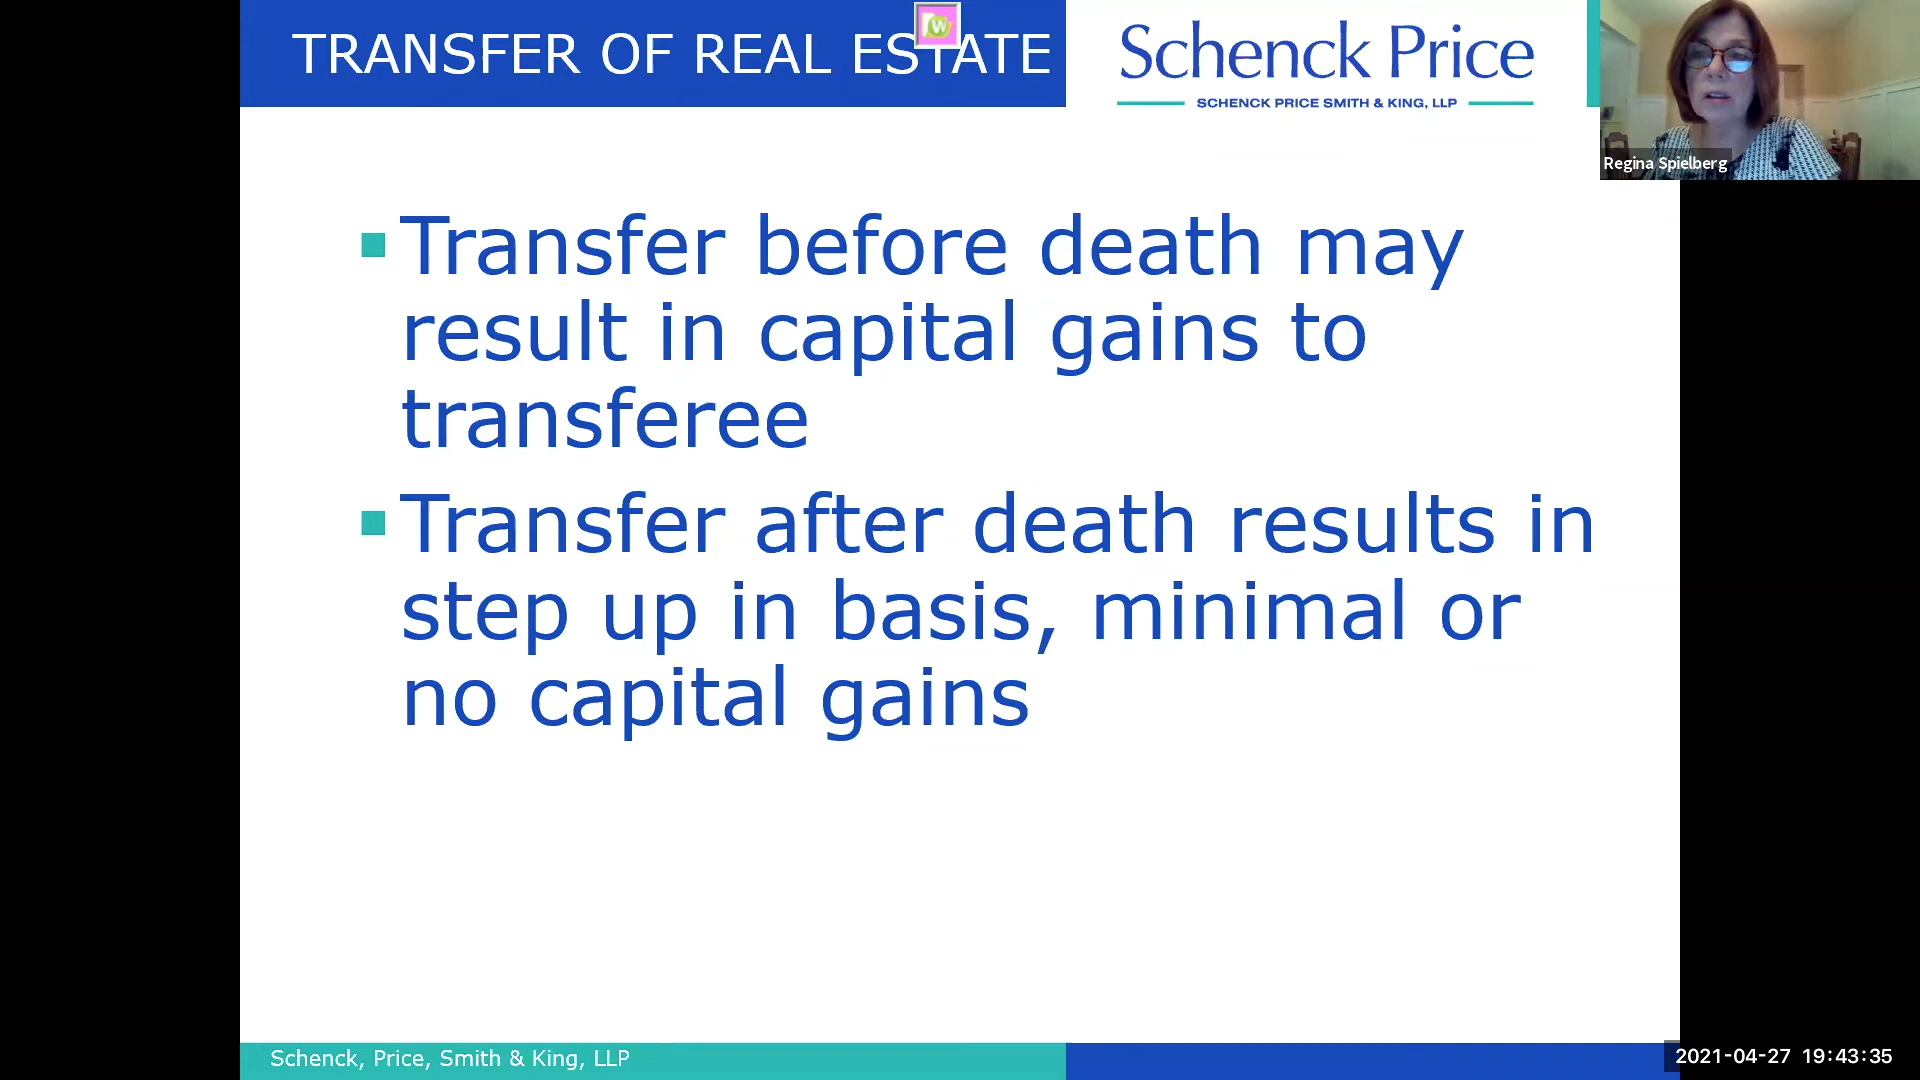 TRANSFER OF REAL ESTATE
Schenck Price
SCHENCK PRICE SMITH & KING, LLP
Regina Spielberg
Transfer before death may
result in capital gains to
transferee
Transfer after death results in
step up in basis, minimal or
no capital gains
Schenck, Price, Smith & King, LLP
2021-04-27 19:43:35